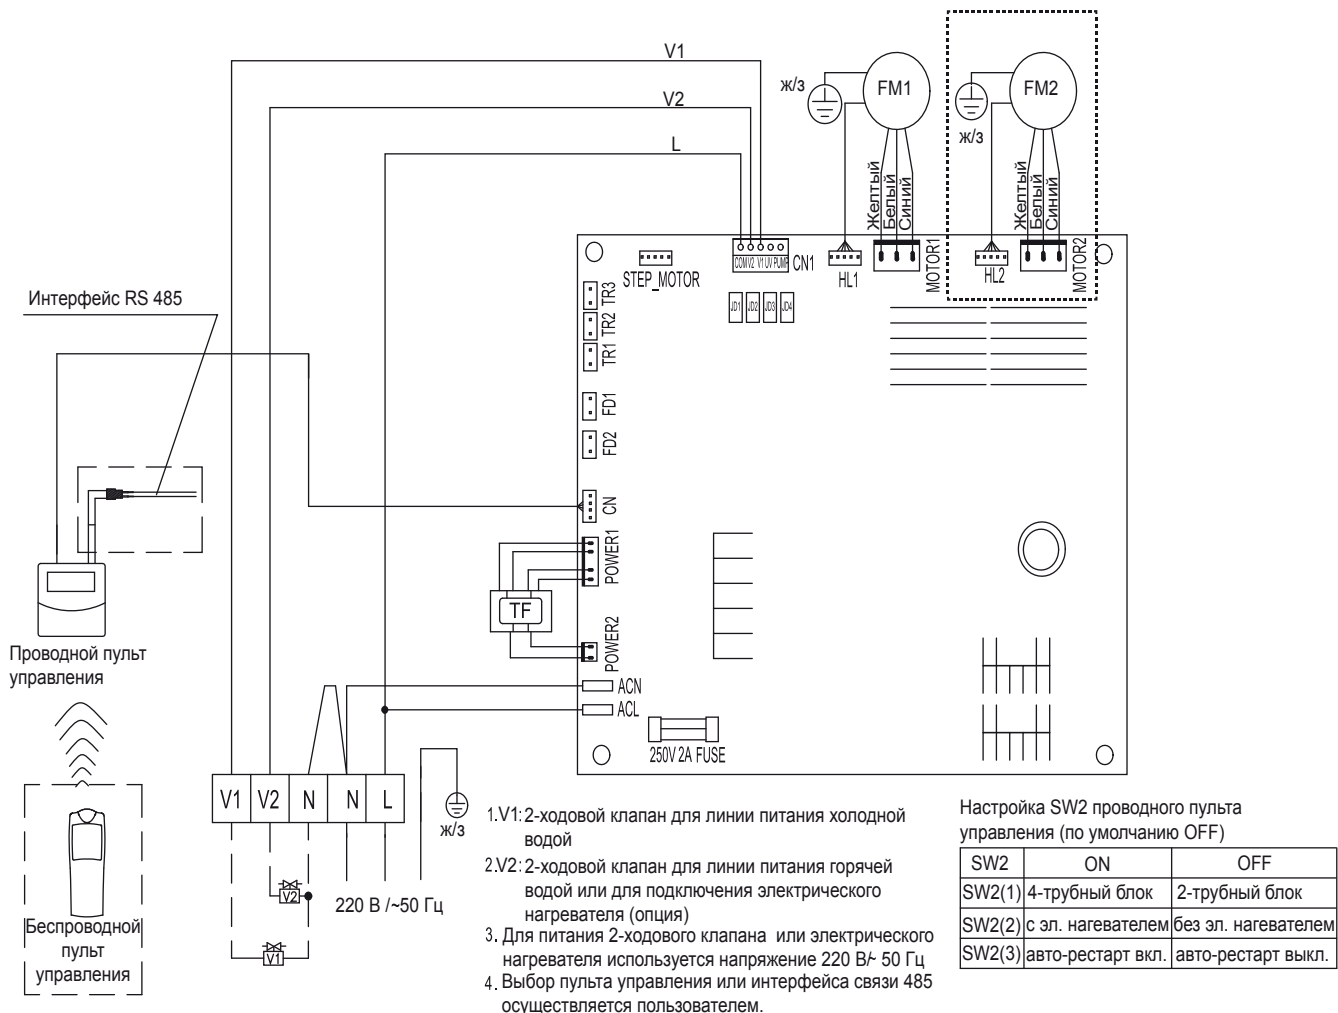 V1
V2
L
ж/з
FM1
FM2
ж/з
Желтый
Белый
Синий
Желтый
Белый
Синий
STEP_MOTOR
COM V2 V1 UV PUMP
CN1
HL1
MOTOR1
HL2
MOTOR2
JD1
JD2
JD3
JD4
TR3
TR2
TR1
FD1
FD2
CN
POWER1
TF
POWER2
ACN
ACL
250V 2A FUSE
Интерфейс RS 485
Проводной пульт
управления
Беспроводной
пульт
управления
V1
V2
N
N
L
ж/з
V2
V1
220 В /~50 Гц
1.V1: 2-ходовой клапан для линии питания холодной
водой
2.V2: 2-ходовой клапан для линии питания горячей
водой или для подключения электрического
нагревателя (опция)
3. Для питания 2-ходового клапана или электрического
нагревателя используется напряжение 220 В/~ 50 Гц
4. Выбор пульта управления или интерфейса связи 485
осуществляется пользователем.
Настройка SW2 проводного пульта
управления (по умолчанию OFF)
SW2 ON OFF
SW2(1) 4-трубный блок 2-трубный блок
SW2(2) с эл. нагевателем без эл. нагевателем
SW2(3) авто-рестарт вкл. авто-рестарт выкл.